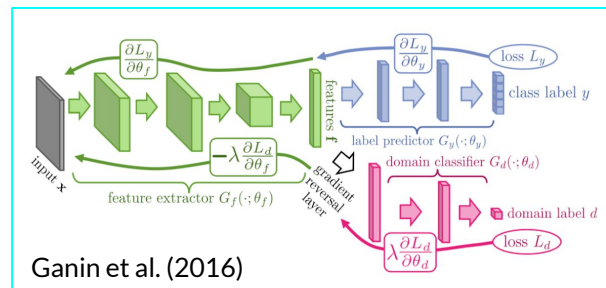 ∂L_y/∂θ_f
∂L_y/∂θ_y
loss L_y
features f
class label y
label predictor G_y(·;θ_y)
input x
−λ ∂L_d/∂θ_f
feature extractor G_f(·;θ_f)
gradient reversal layer
domain classifier G_d(·;θ_d)
domain label d
λ ∂L_d/∂θ_d
loss L_d
Ganin et al. (2016)